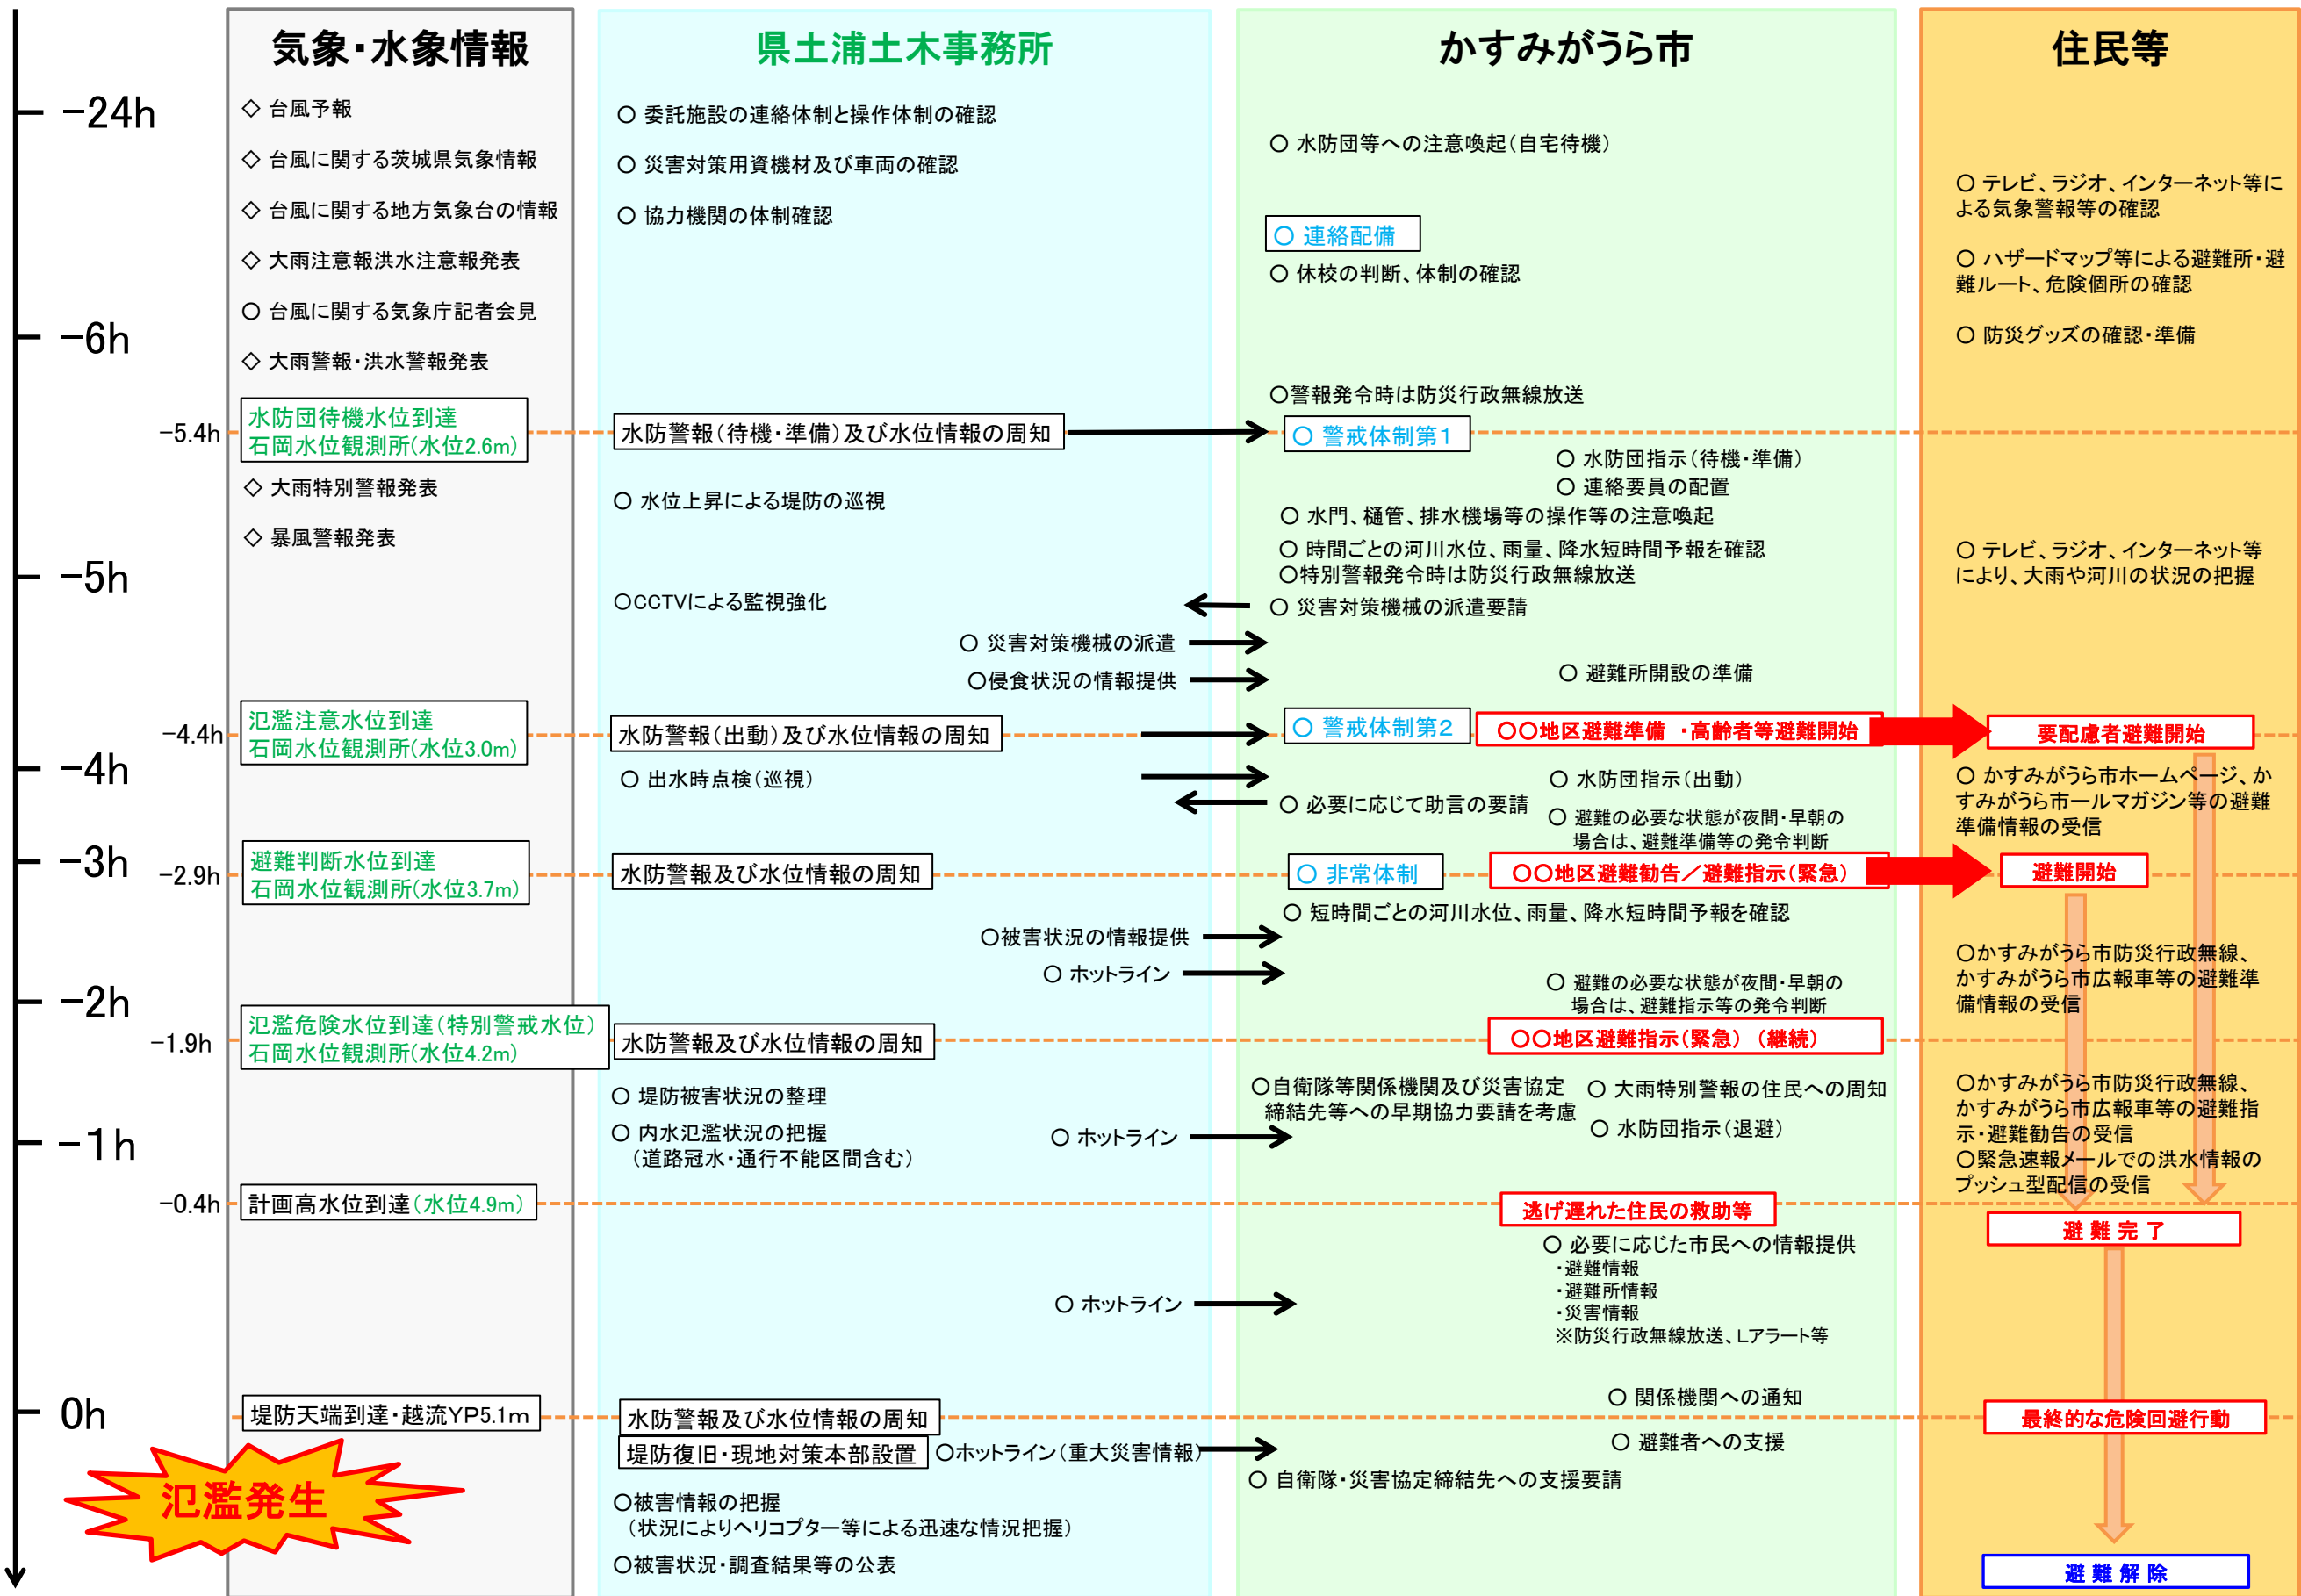 気象・水象情報
県土浦土木事務所
かすみがうら市
住民等
-24h
-6h
-5.4h
-5h
-4.4h
-4h
-3h
-2.9h
-2h
-1.9h
-1h
-0.4h
0h
◇ 台風予報
◇ 台風に関する茨城県気象情報
◇ 台風に関する地方気象台の情報
◇ 大雨注意報洪水注意報発表
○ 台風に関する気象庁記者会見
◇ 大雨警報・洪水警報発表
水防団待機水位到達
石岡水位観測所(水位2.6m)
◇ 大雨特別警報発表
◇ 暴風警報発表
氾濫注意水位到達
石岡水位観測所(水位3.0m)
避難判断水位到達
石岡水位観測所(水位3.7m)
氾濫危険水位到達(特別警戒水位)
石岡水位観測所(水位4.2m)
計画高水位到達(水位4.9m)
堤防天端到達・越流YP5.1m
氾濫発生
○ 委託施設の連絡体制と操作体制の確認
○ 災害対策用資機材及び車両の確認
○ 協力機関の体制確認
水防警報(待機・準備)及び水位情報の周知
○ 水位上昇による堤防の巡視
○CCTVによる監視強化
○ 災害対策機械の派遣
○侵食状況の情報提供
水防警報(出動)及び水位情報の周知
○ 出水時点検(巡視)
水防警報及び水位情報の周知
○被害状況の情報提供
○ ホットライン
水防警報及び水位情報の周知
○ 堤防被害状況の整理
○ 内水氾濫状況の把握
(道路冠水・通行不能区間含む)
○ ホットライン
○ ホットライン
水防警報及び水位情報の周知
堤防復旧・現地対策本部設置
○ホットライン(重大災害情報)
○被害情報の把握
(状況によりヘリコプター等による迅速な情況把握)
○被害状況・調査結果等の公表
○ 水防団等への注意喚起(自宅待機)
○ 連絡配備
○ 休校の判断、体制の確認
○警報発令時は防災行政無線放送
○ 警戒体制第1
○ 水防団指示(待機・準備)
○ 連絡要員の配置
○ 水門、樋管、排水機場等の操作等の注意喚起
○ 時間ごとの河川水位、雨量、降水短時間予報を確認
○特別警報発令時は防災行政無線放送
○ 災害対策機械の派遣要請
○ 避難所開設の準備
○ 警戒体制第2
○○地区避難準備 ・高齢者等避難開始
○ 水防団指示(出動)
○ 必要に応じて助言の要請
○ 避難の必要な状態が夜間・早朝の
場合は、避難準備等の発令判断
○ 非常体制
○○地区避難勧告/避難指示(緊急)
○ 短時間ごとの河川水位、雨量、降水短時間予報を確認
○ 避難の必要な状態が夜間・早朝の
場合は、避難指示等の発令判断
○○地区避難指示(緊急) (継続)
○自衛隊等関係機関及び災害協定
締結先等への早期協力要請を考慮
○ 大雨特別警報の住民への周知
○ 水防団指示(退避)
逃げ遅れた住民の救助等
○ 必要に応じた市民への情報提供
・避難情報
・避難所情報
・災害情報
※防災行政無線放送、Lアラート等
○ 関係機関への通知
○ 避難者への支援
○ 自衛隊・災害協定締結先への支援要請
○ テレビ、ラジオ、インターネット等に
よる気象警報等の確認
○ ハザードマップ等による避難所・避
難ルート、危険個所の確認
○ 防災グッズの確認・準備
○ テレビ、ラジオ、インターネット等
により、大雨や河川の状況の把握
要配慮者避難開始
○ かすみがうら市ホームページ、か
すみがうら市ールマガジン等の避難
準備情報の受信
避難開始
○かすみがうら市防災行政無線、
かすみがうら市広報車等の避難準
備情報の受信
○かすみがうら市防災行政無線、
かすみがうら市広報車等の避難指
示・避難勧告の受信
○緊急速報メールでの洪水情報の
プッシュ型配信の受信
避 難 完 了
最終的な危険回避行動
避 難 解 除